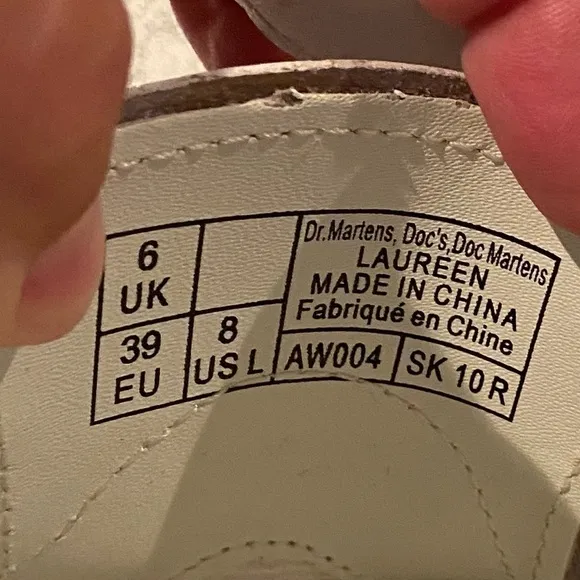 6
UK
39
EU
8
US L
Dr.Martens, Doc's,Doc Martens
LAUREEN
MADE IN CHINA
Fabriqué en Chine
AW004
SK 10 R